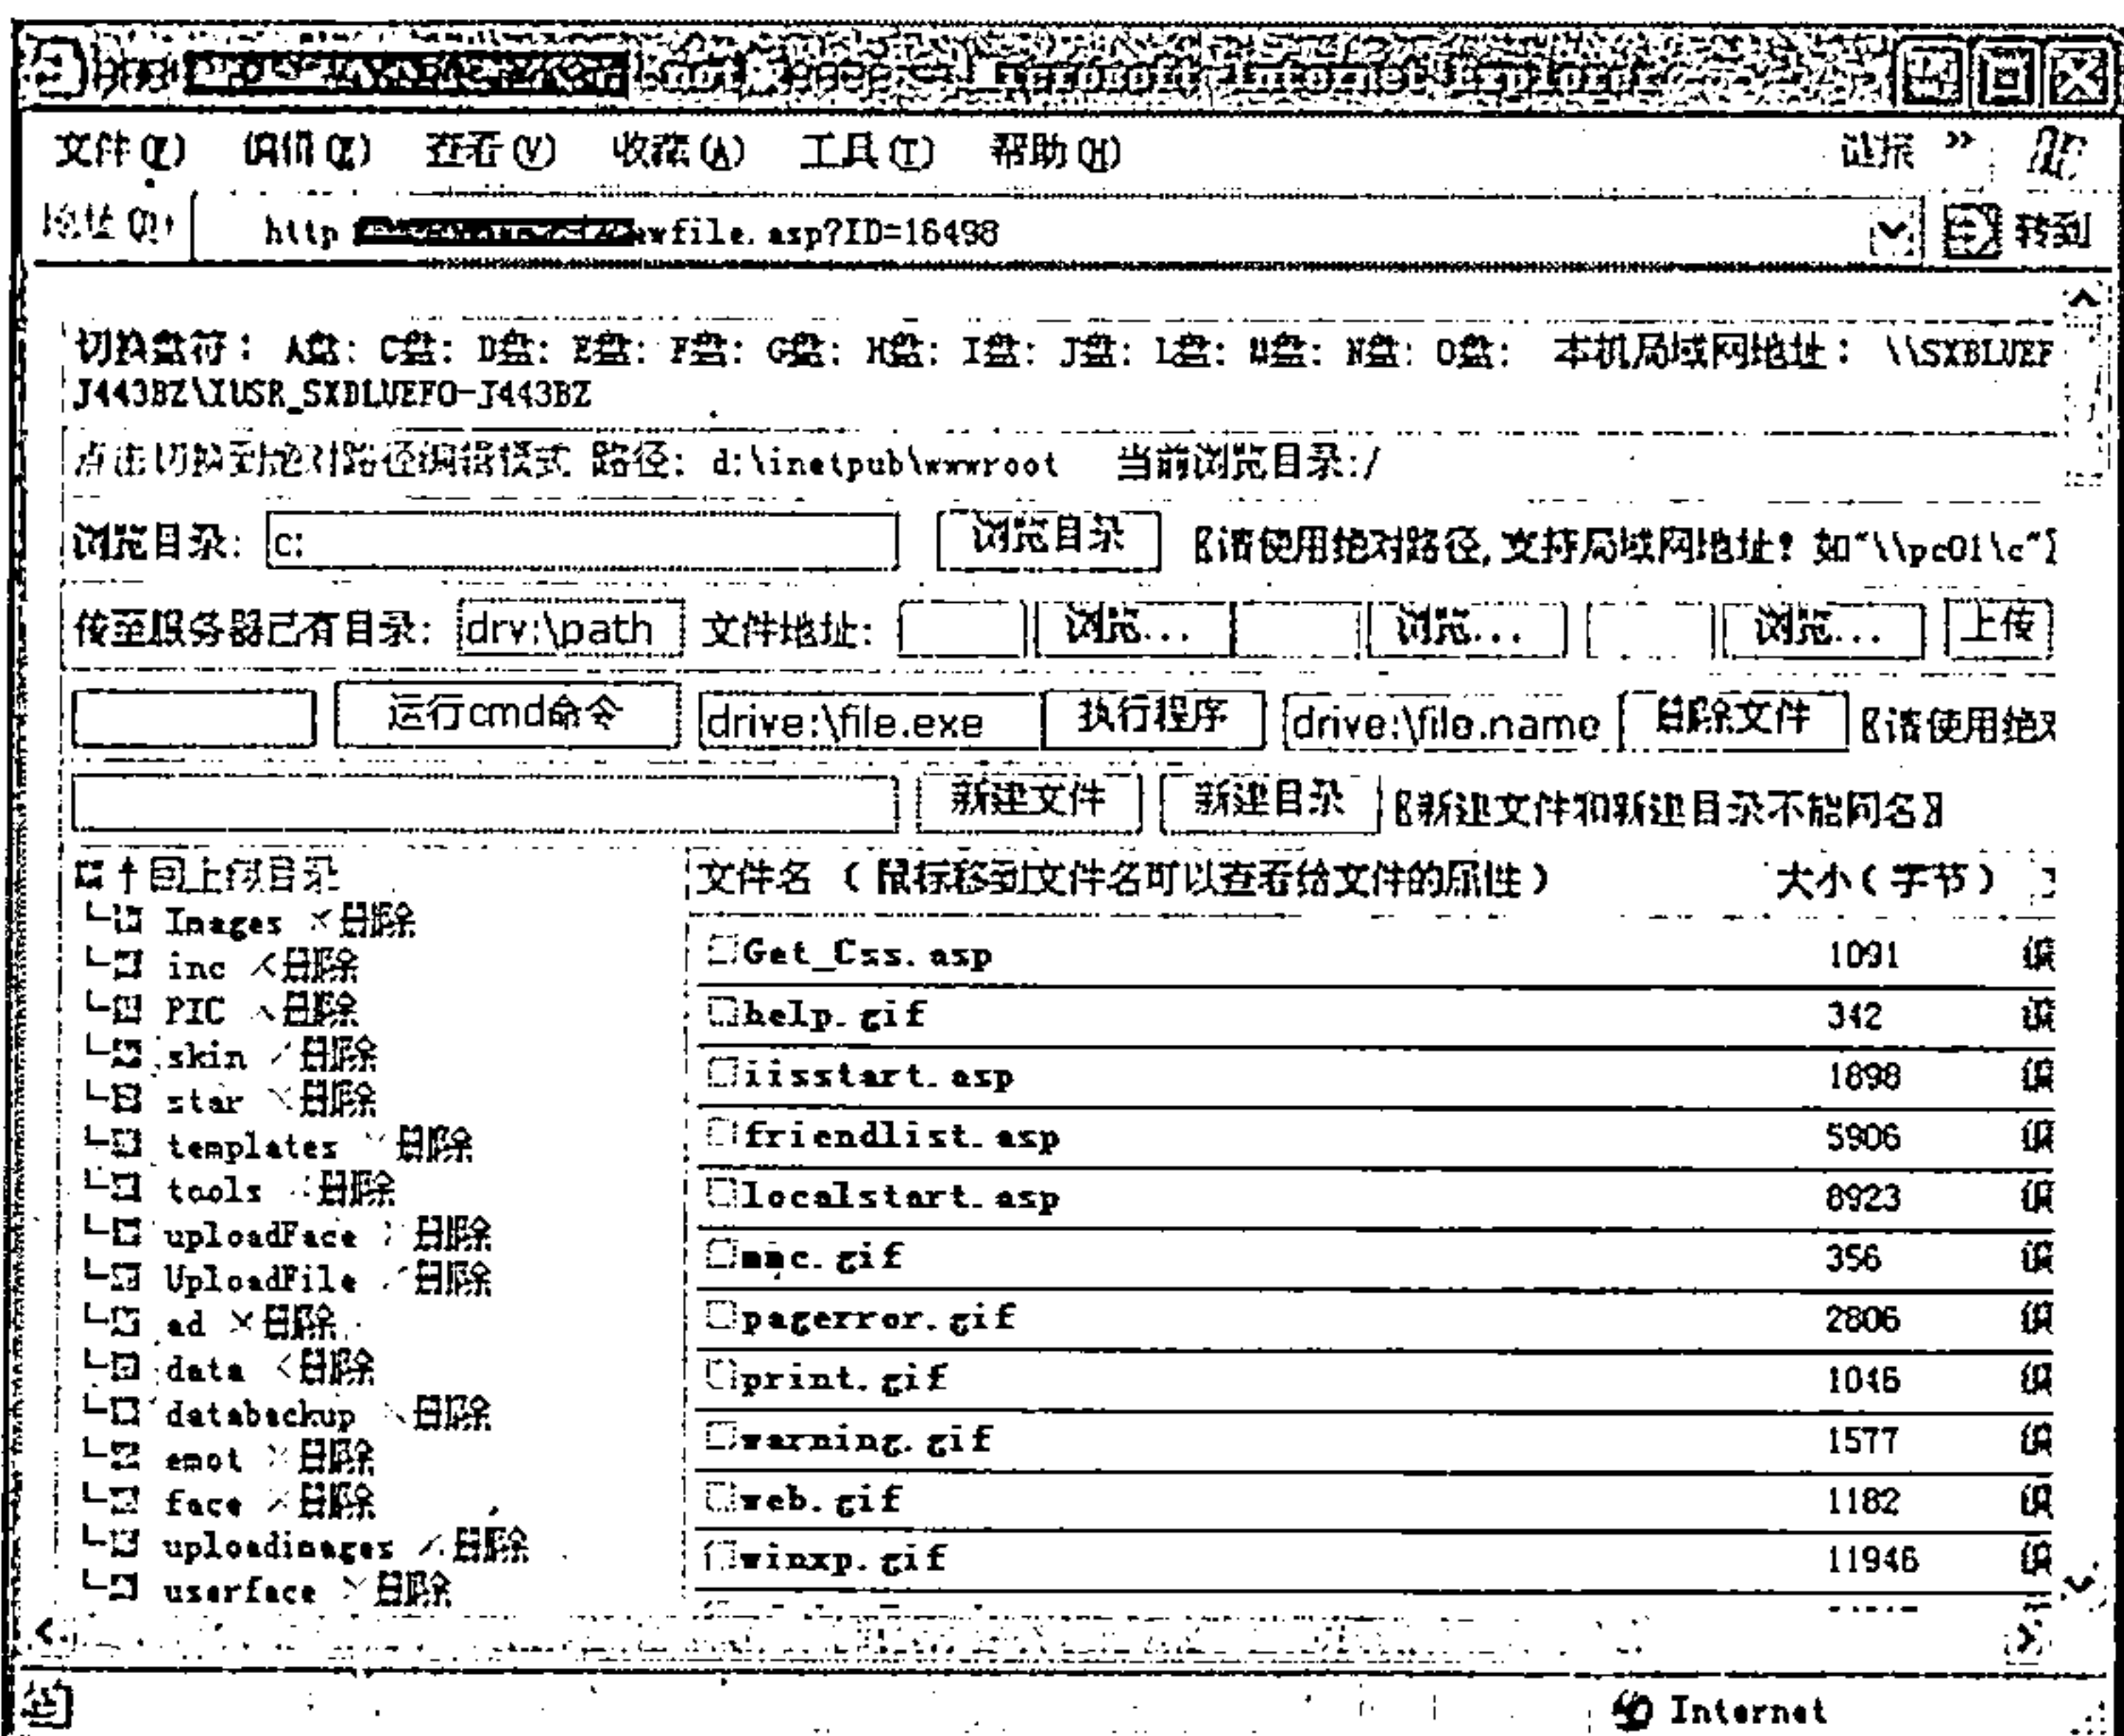 Microsoft Internet Explorer
文件(F) 编辑(E) 查看(V) 收藏(A) 工具(T) 帮助(H) 链接 »
地址(D) http wfile.asp?ID=16498 转到
切换盘符： A盘: C盘: D盘: E盘: F盘: G盘: H盘: I盘: J盘: L盘: M盘: N盘: O盘: 本机局域网地址： \\SXBLUEF
J443BZ\IUSR_SXBLUEFO-J443BZ
点击切换到绝对路径编辑模式 路径: d:\inetpub\wwwroot 当前浏览目录:/
浏览目录: c: 浏览目录 〖请使用绝对路径,支持局域网地址! 如"\\pc01\c"〗
传至服务器已有目录: drv:\path 文件地址: 浏览... 浏览... 浏览... 上传
运行cmd命令 drive:\file.exe 执行程序 drive:\file.name 删除文件 〖请使用绝对
新建文件 新建目录 〖新建文件和新建目录不能同名〗
↑回上级目录
Images ×删除
inc ×删除
PIC ×删除
skin ×删除
star ×删除
templates ×删除
tools ×删除
uploadFace ×删除
UploadFile ×删除
ad ×删除
data ×删除
databackup ×删除
emot ×删除
face ×删除
uploadimages ×删除
userface ×删除
文件名 （鼠标移到文件名可以查看给文件的属性） 大小（字节）
Get_Css.asp 1091 编
help.gif 342 编
iisstart.asp 1898 编
friendlist.asp 5906 编
localstart.asp 8923 编
mmc.gif 356 编
pagerror.gif 2806 编
print.gif 1046 编
warning.gif 1577 编
web.gif 1182 编
winxp.gif 11946 编
Internet